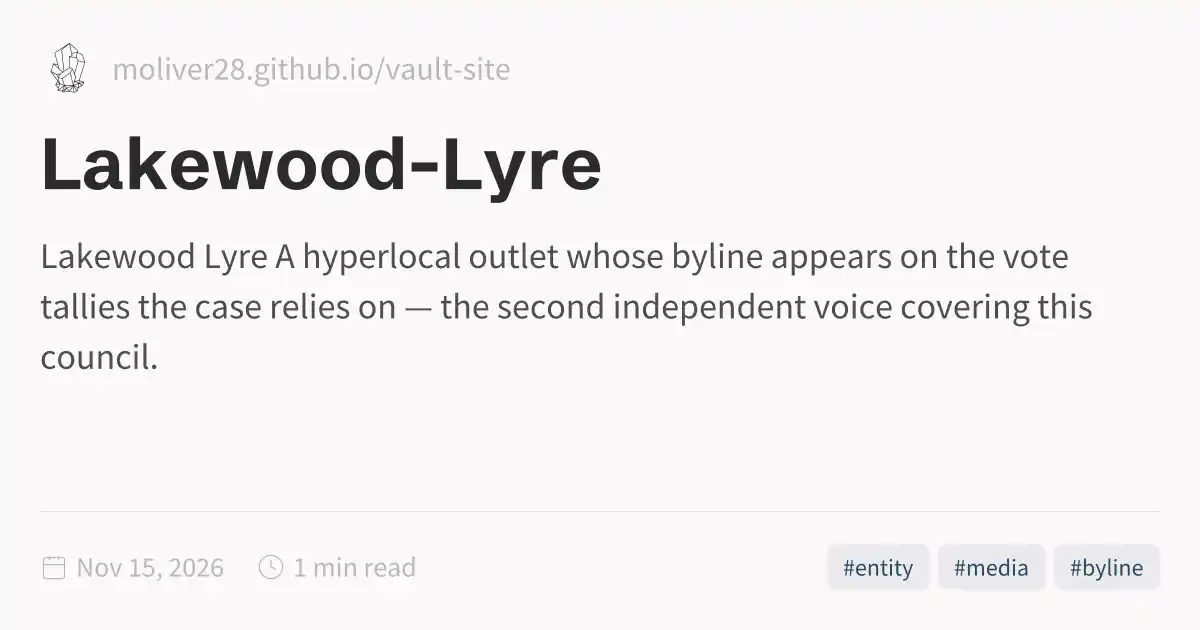 moliver28.github.io/vault-site
Lakewood-Lyre
Lakewood Lyre A hyperlocal outlet whose byline appears on the vote
tallies the case relies on — the second independent voice covering this
council.
Nov 15, 2026 1 min read #entity #media #byline